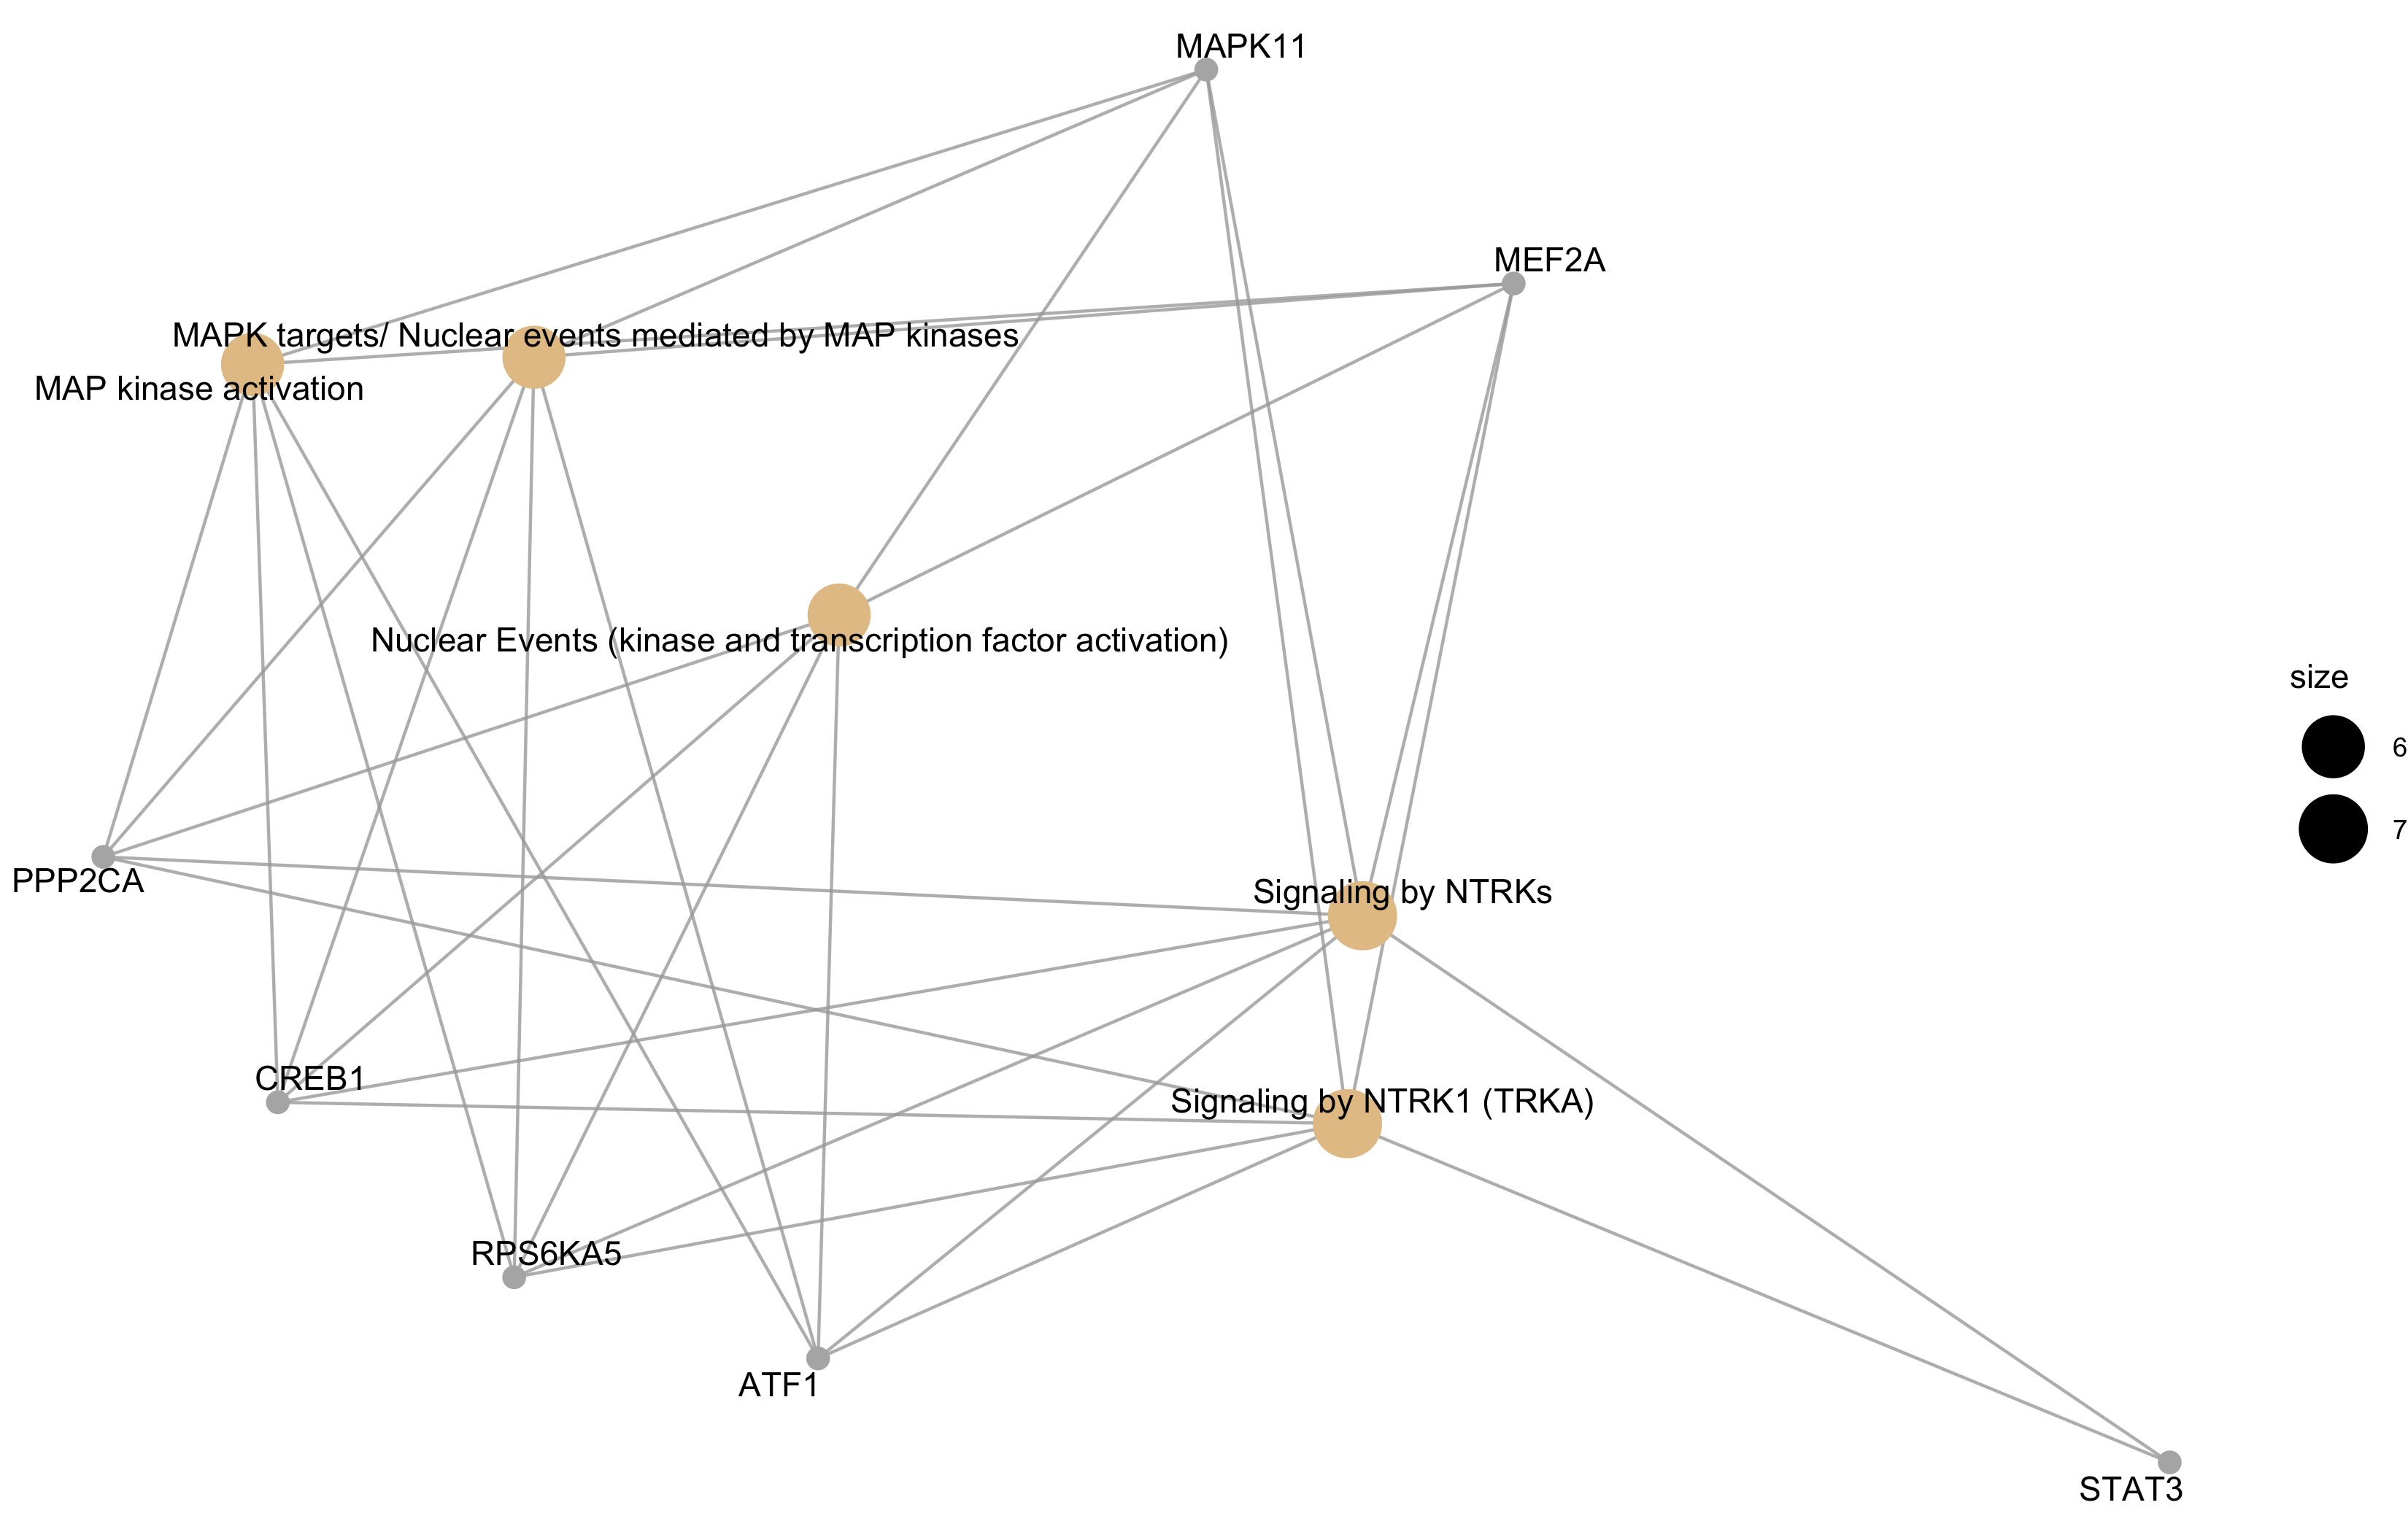 MAPK11
MEF2A
MAPK targets/ Nuclear events mediated by MAP kinases
MAP kinase activation
Nuclear Events (kinase and transcription factor activation)
size
6
7
PPP2CA
Signaling by NTRKs
CREB1
Signaling by NTRK1 (TRKA)
RPS6KA5
ATF1
STAT3